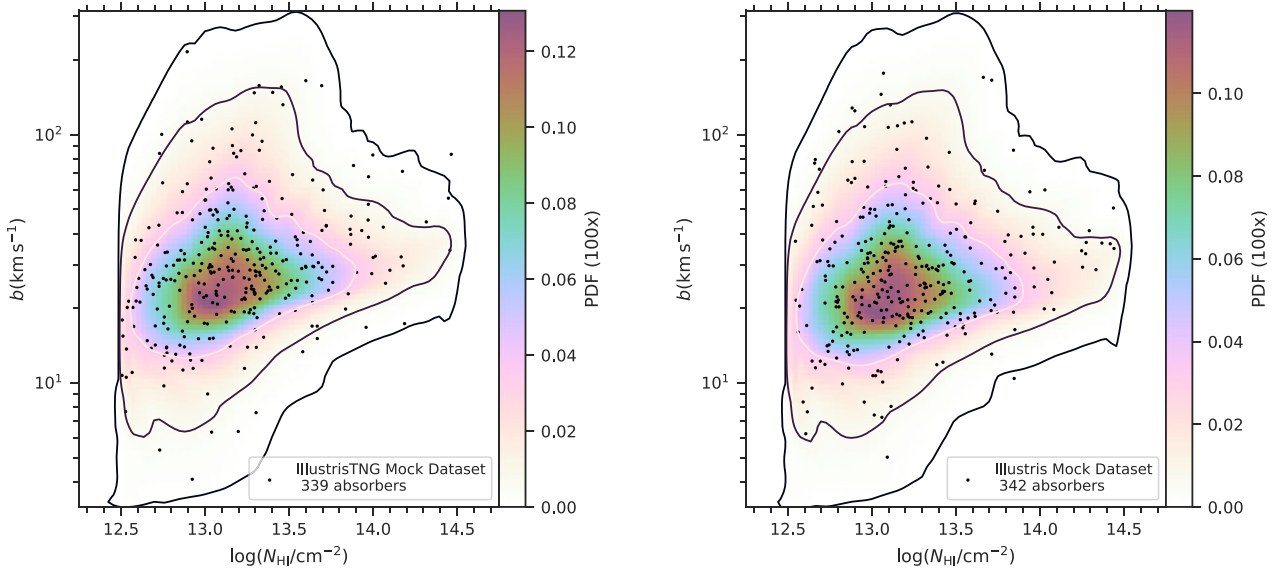 0.12
0.10
0.08
0.06
0.04
0.02
0.00
PDF (100x)
10²
10¹
b(km s⁻¹)
IllustrisTNG Mock Dataset
339 absorbers
12.5 13.0 13.5 14.0 14.5
log(N_HI/cm⁻²)
0.10
0.08
0.06
0.04
0.02
0.00
PDF (100x)
10²
10¹
b(km s⁻¹)
Illustris Mock Dataset
342 absorbers
12.5 13.0 13.5 14.0 14.5
log(N_HI/cm⁻²)